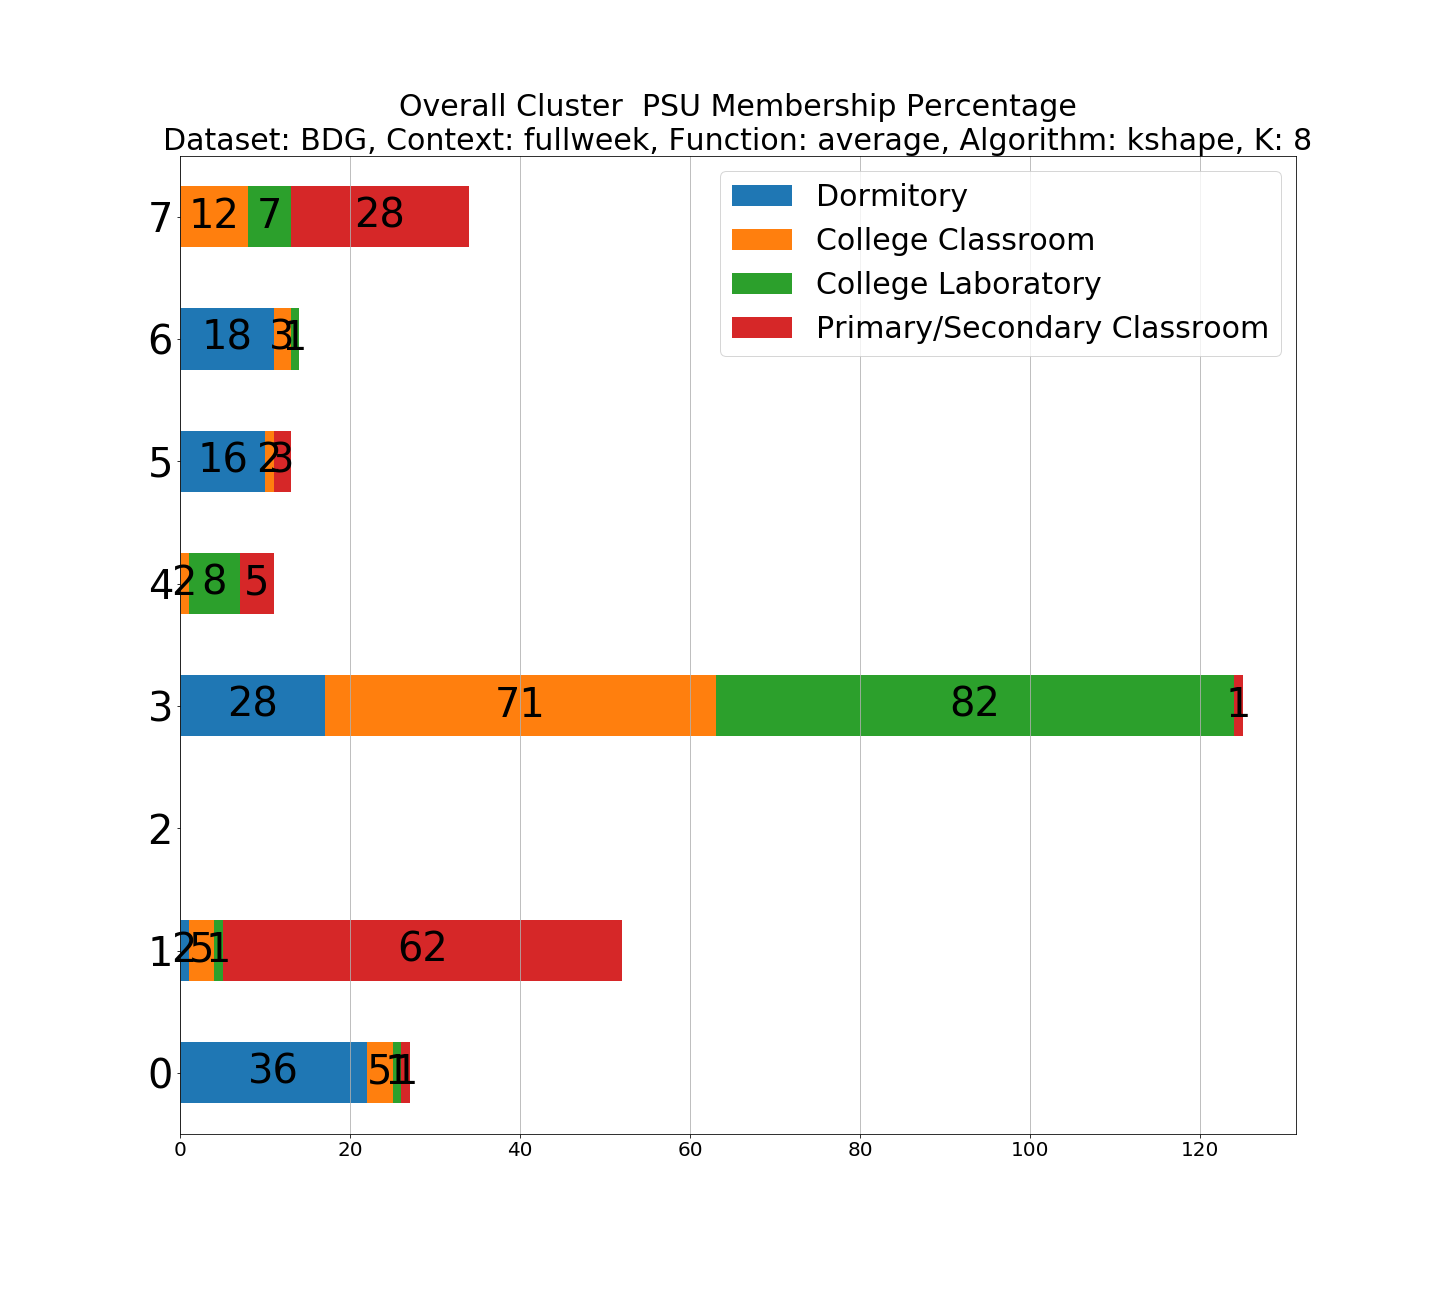 Overall Cluster  PSU Membership Percentage
Dataset: BDG, Context: fullweek, Function: average, Algorithm: kshape, K: 8
Dormitory
College Classroom
College Laboratory
Primary/Secondary Classroom
7 12 7 28
6 18 3 1
5 16 2 3
4 2 8 5
3 28 71 82 1
2
1 2 5 1 62
0 36 5 1 1
0 20 40 60 80 100 120